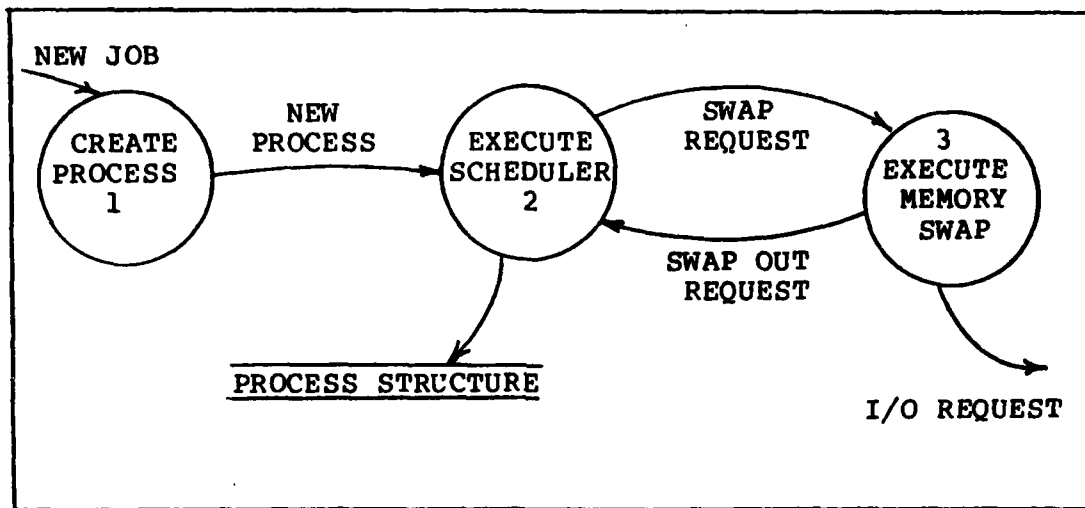 NEW JOB
CREATE
PROCESS
1
NEW
PROCESS
EXECUTE
SCHEDULER
2
SWAP
REQUEST
3
EXECUTE
MEMORY
SWAP
SWAP OUT
REQUEST
PROCESS STRUCTURE
I/O REQUEST